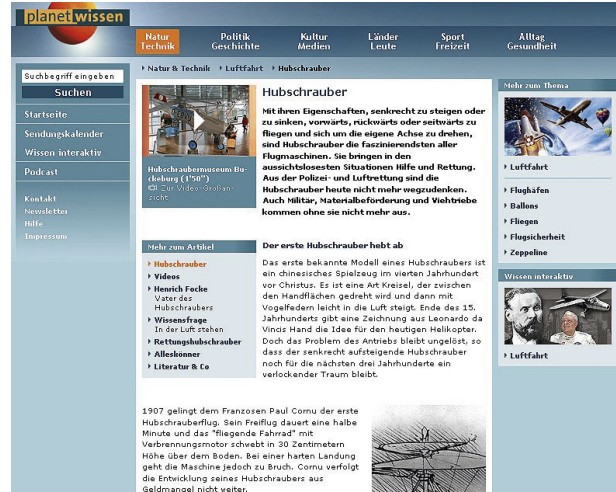 planet wissen
Natur
Technik
Politik
Geschichte
Kultur
Medien
Länder
Leute
Sport
Freizeit
Alltag
Gesundheit
Natur & Technik
Luftfahrt
Hubschrauber
Suchbegriff eingeben
Suchen
Startseite
Sendungskalender
Wissen interaktiv
Podcast
Kontakt
Newsletter
Hilfe
Impressum
Hubschraubermuseum Bü-
ckeburg (1'50")
Zur Video-Großan-
sicht
Hubschrauber
Mit ihren Eigenschaften, senkrecht zu steigen oder
zu sinken, vorwärts, rückwärts oder seitwärts zu
fliegen und sich um die eigene Achse zu drehen,
sind Hubschrauber die faszinierendsten aller
Flugmaschinen. Sie bringen in den
aussichtslosesten Situationen Hilfe und Rettung.
Aus der Polizei- und Luftrettung sind die
Hubschrauber heute nicht mehr wegzudenken.
Auch Militär, Materialbeförderung und Viehtriebe
kommen ohne sie nicht mehr aus.
Mehr zum Artikel
Hubschrauber
Videos
Henrich Focke
Vater des
Hubschraubers
Wissensfrage
In der Luft stehen
Rettungshubschrauber
Alleskönner
Literatur & Co
Der erste Hubschrauber hebt ab
Das erste bekannte Modell eines Hubschraubers ist
ein chinesisches Spielzeug im vierten Jahrhundert
vor Christus. Es ist eine Art Kreisel, der zwischen
den Handflächen gedreht wird und dann mit
Vogelfedern leicht in die Luft steigt. Ende des 15.
Jahrhunderts gibt eine Zeichnung aus Leonardo da
Vincis Hand die Idee für den heutigen Helikopter.
Doch das Problem des Antriebs bleibt ungelöst, so
dass der senkrecht aufsteigende Hubschrauber
noch für die nächsten drei Jahrhunderte ein
verlockender Traum bleibt.
1907 gelingt dem Franzosen Paul Cornu der erste
Hubschrauberflug. Sein Freiflug dauert eine halbe
Minute und das "fliegende Fahrrad" mit
Verbrennungsmotor schwebt in 30 Zentimetern
Höhe über dem Boden. Bei einer harten Landung
geht die Maschine jedoch zu Bruch. Cornu verfolgt
die Entwicklung seines Hubschraubers aus
Geldmangel nicht weiter.
Mehr zum Thema
Luftfahrt
Flughäfen
Ballons
Fliegen
Flugsicherheit
Zeppeline
Wissen interaktiv
Luftfahrt